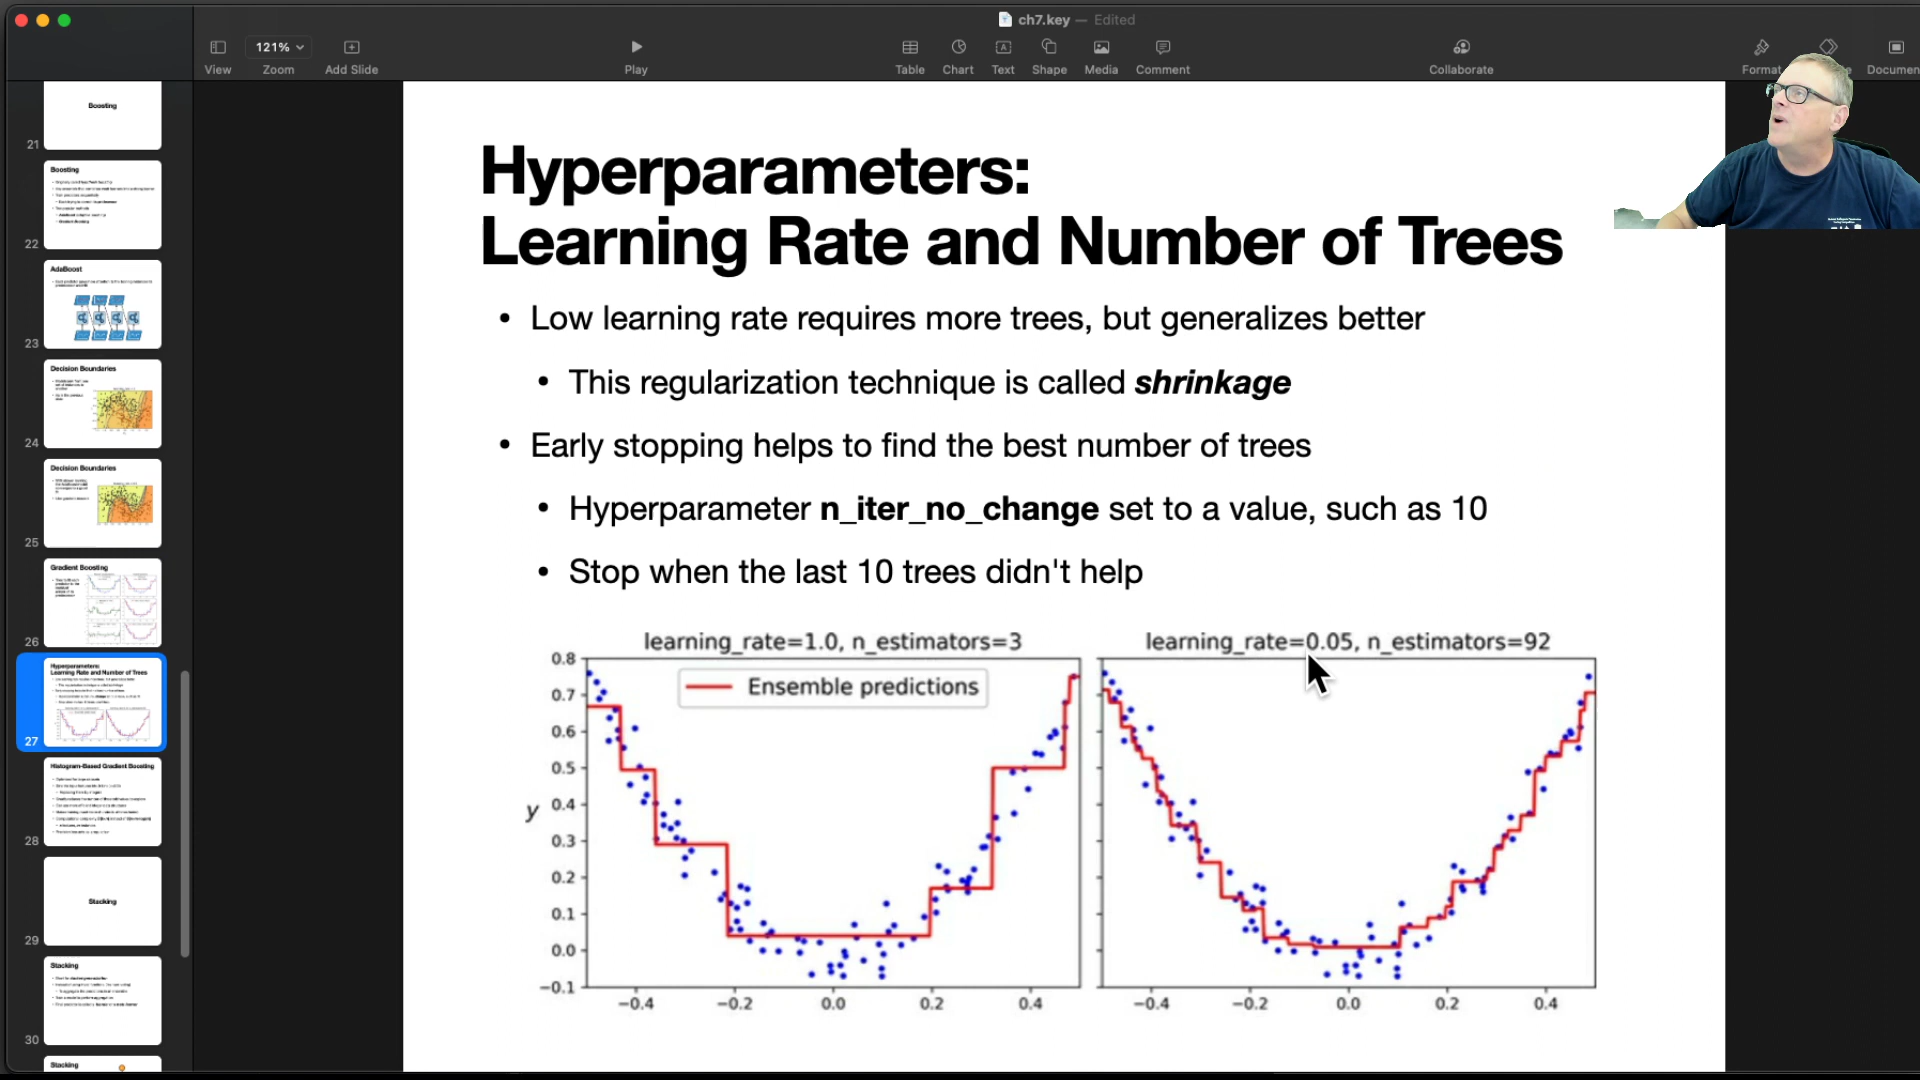 ch7.key — Edited
View
121%
Zoom
Add Slide
Play
Table
Chart
Text
Shape
Media
Comment
Collaborate
Format
Documen
Boosting
21
Boosting
22
AdaBoost
23
Decision Boundaries
24
Decision Boundaries
25
Gradient Boosting
26
Hyperparameters:
Learning Rate and Number of Trees
27
Histogram-Based Gradient Boosting
28
Stacking
29
Stacking
30
Stacking
Hyperparameters:
Learning Rate and Number of Trees
• Low learning rate requires more trees, but generalizes better
• This regularization technique is called shrinkage
• Early stopping helps to find the best number of trees
• Hyperparameter n_iter_no_change set to a value, such as 10
• Stop when the last 10 trees didn't help
learning_rate=1.0, n_estimators=3
Ensemble predictions
y
0.8
0.7
0.6
0.5
0.4
0.3
0.2
0.1
0.0
−0.1
−0.4 −0.2 0.0 0.2 0.4
learning_rate=0.05, n_estimators=92
−0.4 −0.2 0.0 0.2 0.4